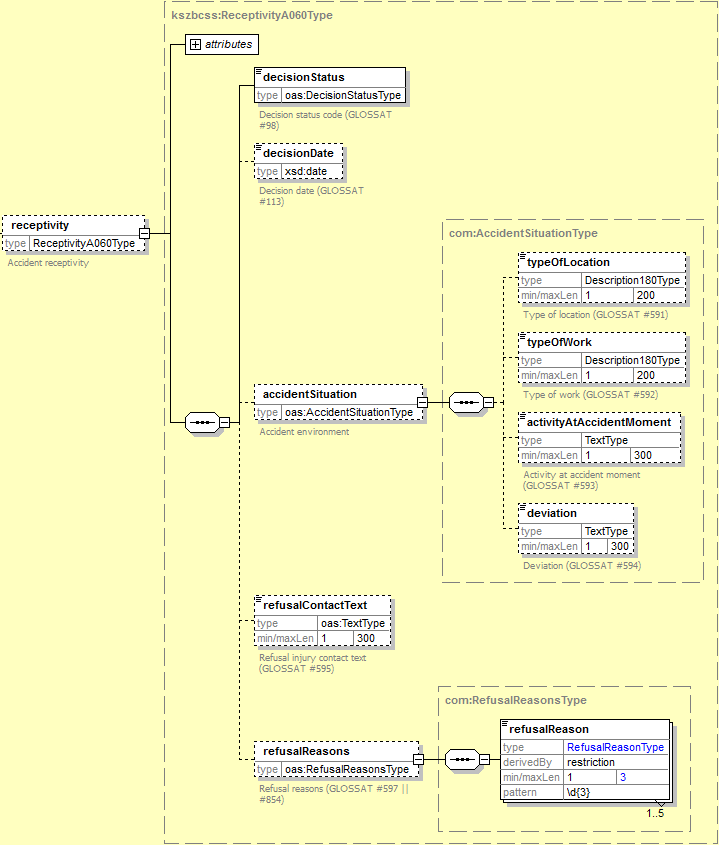 kszbcss:ReceptivityA060Type
attributes
decisionStatus
type oas:DecisionStatusType
Decision status code (GLOSSAT
#98)
decisionDate
type xsd:date
Decision date (GLOSSAT
#113)
receptivity
type ReceptivityA060Type
Accident receptivity
com:AccidentSituationType
typeOfLocation
type Description180Type
min/maxLen 1 200
Type of location (GLOSSAT #591)
typeOfWork
type Description180Type
min/maxLen 1 200
Type of work (GLOSSAT #592)
accidentSituation
type oas:AccidentSituationType
Accident environment
activityAtAccidentMoment
type TextType
min/maxLen 1 300
Activity at accident moment
(GLOSSAT #593)
deviation
type TextType
min/maxLen 1 300
Deviation (GLOSSAT #594)
refusalContactText
type oas:TextType
min/maxLen 1 300
Refusal injury contact text
(GLOSSAT #595)
com:RefusalReasonsType
refusalReasons
type oas:RefusalReasonsType
Refusal reasons (GLOSSAT #597 ||
#854)
refusalReason
type RefusalReasonType
derivedBy restriction
min/maxLen 1 3
pattern \d{3}
1..5